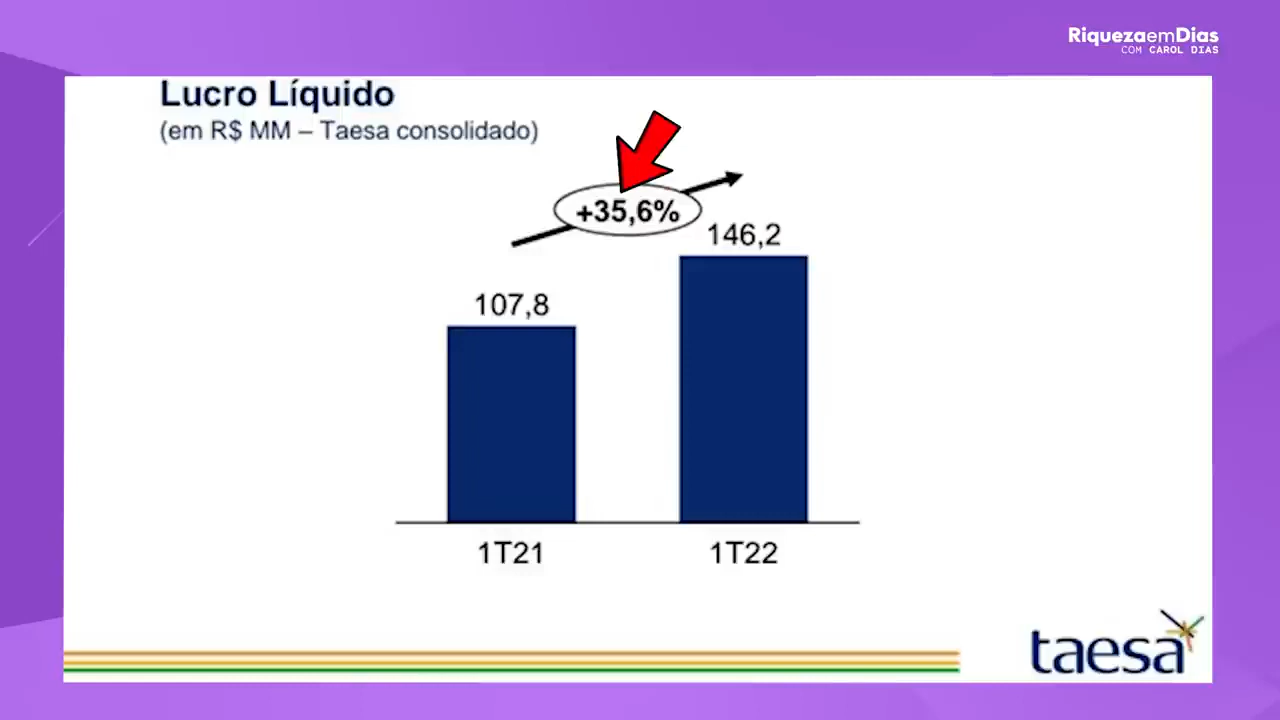 RiquezaemDias
COM CAROL DIAS
Lucro Líquido
(em R$ MM – Taesa consolidado)
+35,6%
146,2
107,8
1T21
1T22
taesa